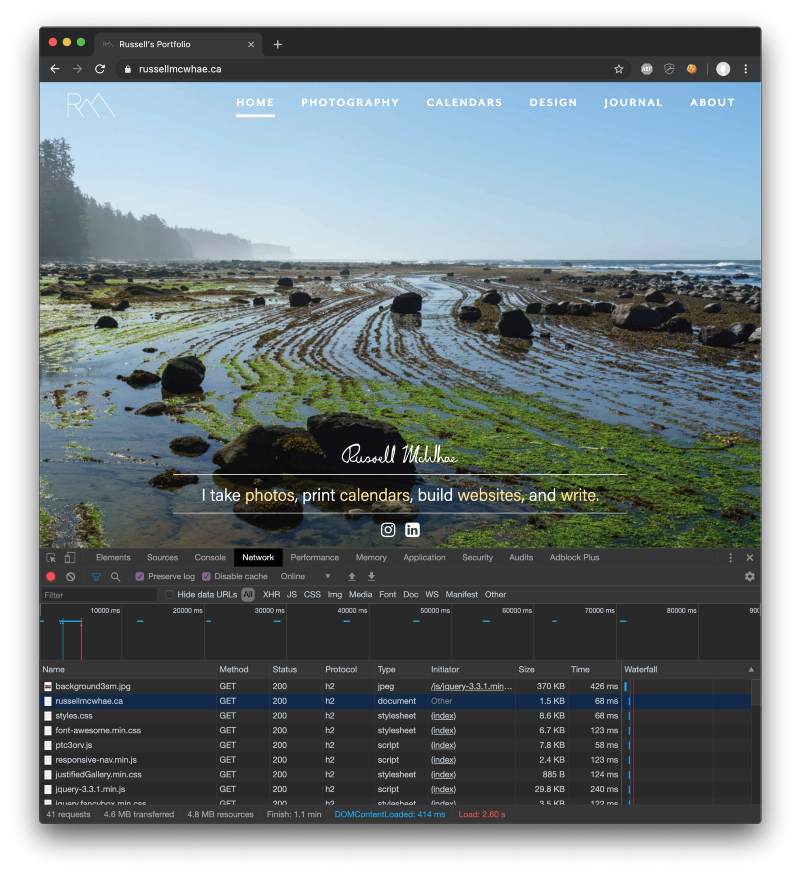 Russell's Portfolio
russellmcwhae.ca
ABP
RM
HOME PHOTOGRAPHY CALENDARS DESIGN JOURNAL ABOUT
Russell McWhae
I take photos, print calendars, build websites, and write.
in
Elements Sources Console Network Performance Memory Application Security Audits Adblock Plus
Preserve log Disable cache Online
Filter Hide data URLs All XHR JS CSS Img Media Font Doc WS Manifest Other
10000 ms 20000 ms 30000 ms 40000 ms 50000 ms 60000 ms 70000 ms 80000 ms 900
Name Method Status Protocol Type Initiator Size Time Waterfall
background3sm.jpg GET 200 h2 jpeg /js/jquery-3.3.1.min... 370 KB 426 ms
russellmcwhae.ca GET 200 h2 document Other 1.5 KB 68 ms
styles.css GET 200 h2 stylesheet (index) 8.6 KB 68 ms
font-awesome.min.css GET 200 h2 stylesheet (index) 6.7 KB 123 ms
ptc3orv.js GET 200 h2 script (index) 7.8 KB 58 ms
responsive-nav.min.js GET 200 h2 script (index) 2.4 KB 123 ms
justifiedGallery.min.css GET 200 h2 stylesheet (index) 885 B 124 ms
jquery-3.3.1.min.js GET 200 h2 script (index) 29.8 KB 240 ms
jquery.fancybox.min.css GET 200 h2 stylesheet (index) 3.5 KB 122 ms
41 requests 4.6 MB transferred 4.8 MB resources Finish: 1.1 min DOMContentLoaded: 414 ms Load: 2.60 s